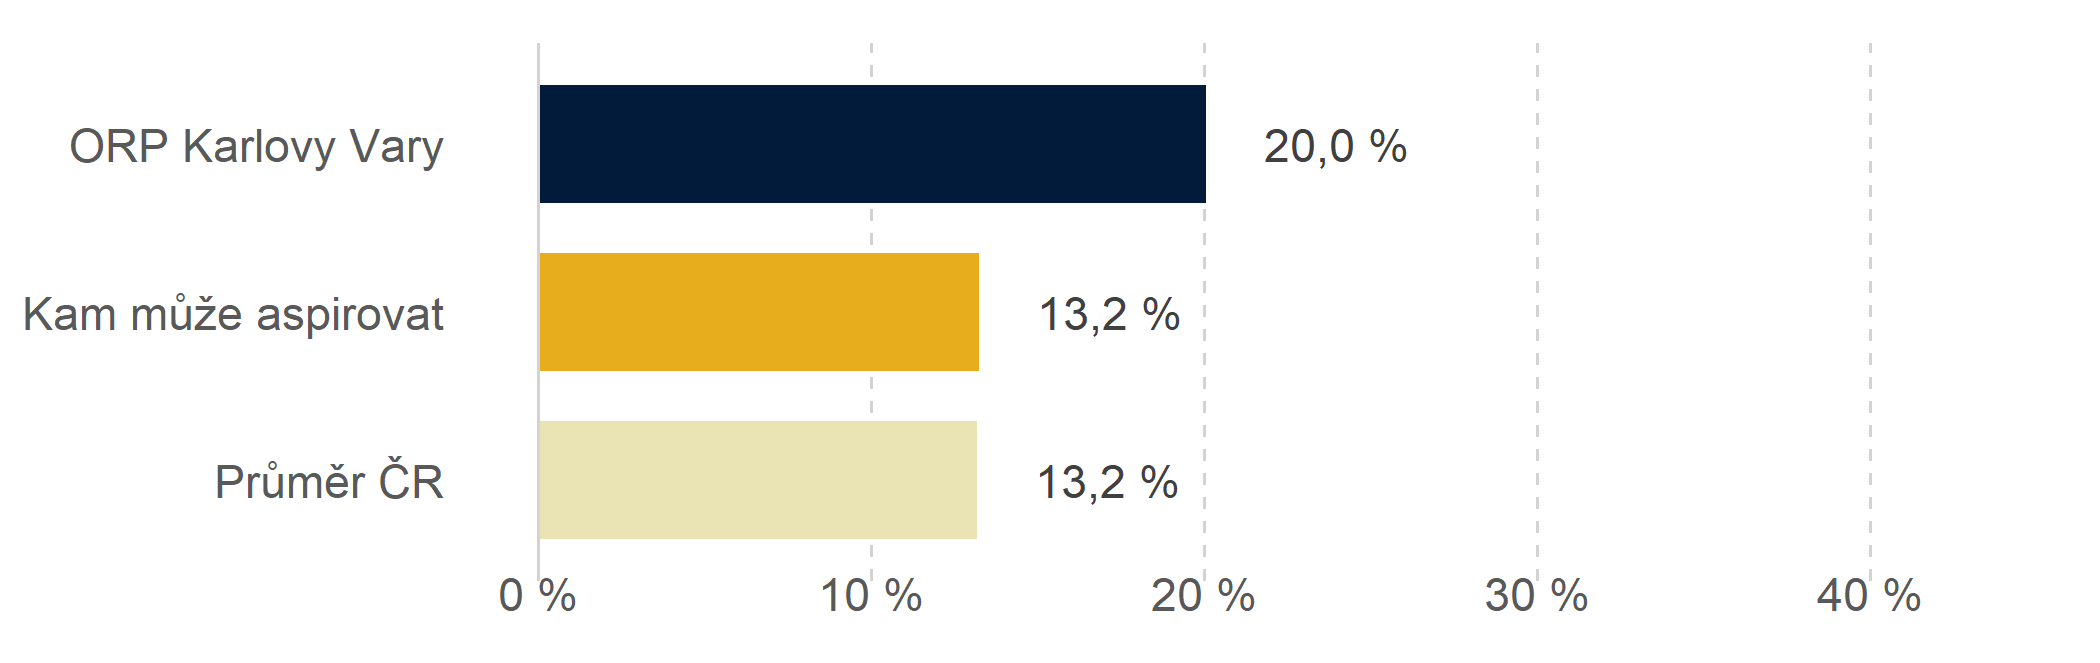 ORP Karlovy Vary
20,0 %
Kam může aspirovat
13,2 %
Průměr ČR
13,2 %
0 %
10 %
20 %
30 %
40 %